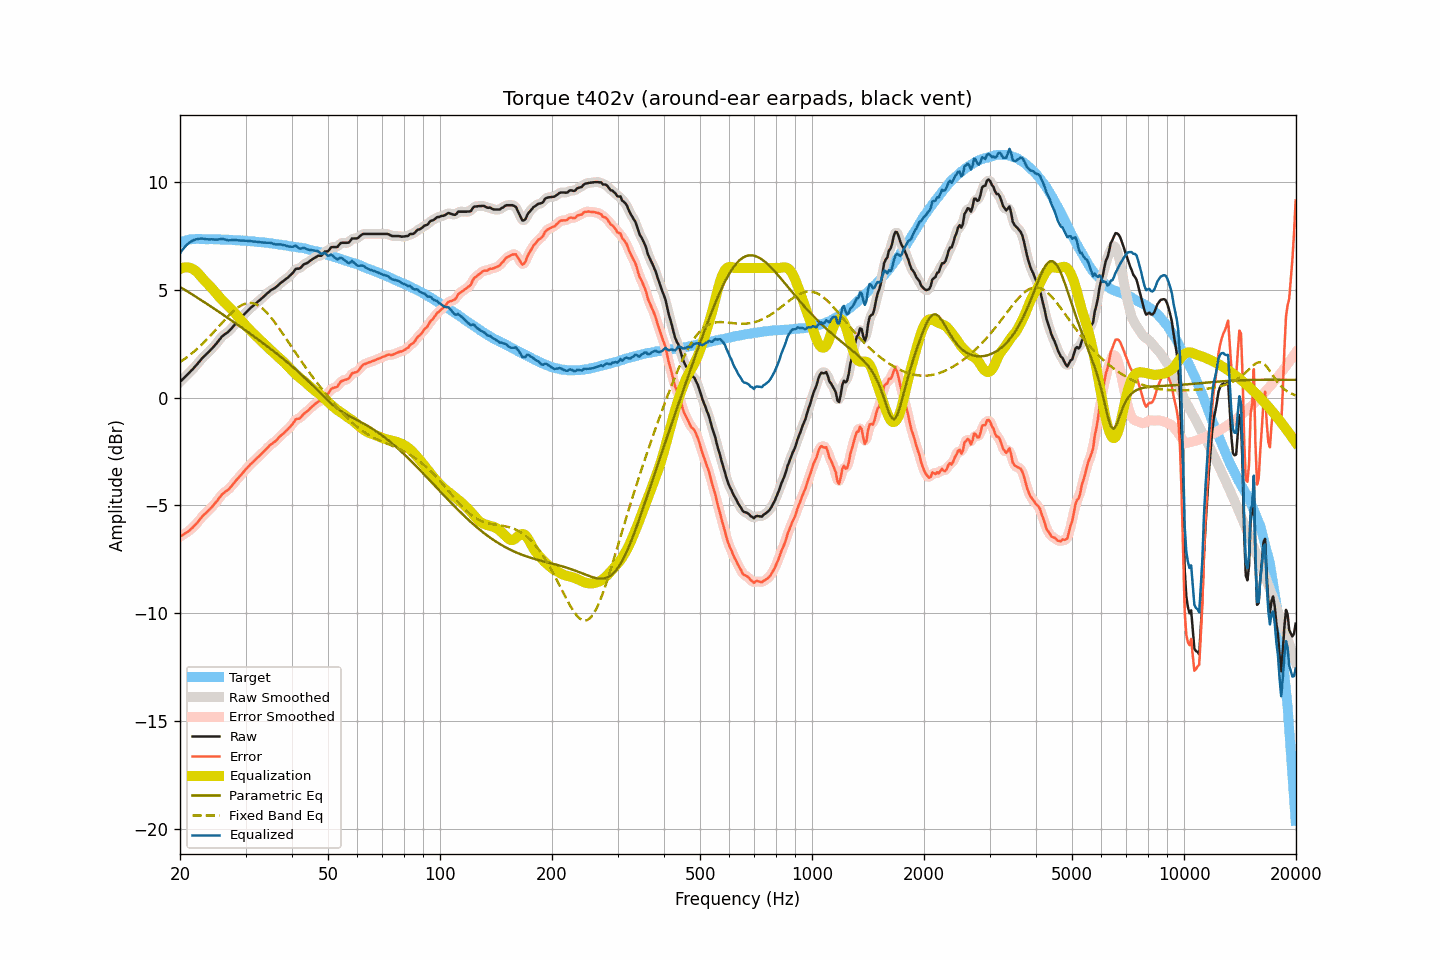 Torque t402v (around-ear earpads, black vent)
Amplitude (dBr)
10
5
0
−5
−10
−15
−20
Target
Raw Smoothed
Error Smoothed
Raw
Error
Equalization
Parametric Eq
Fixed Band Eq
Equalized
20
50
100
200
500
1000
2000
5000
10000
20000
Frequency (Hz)